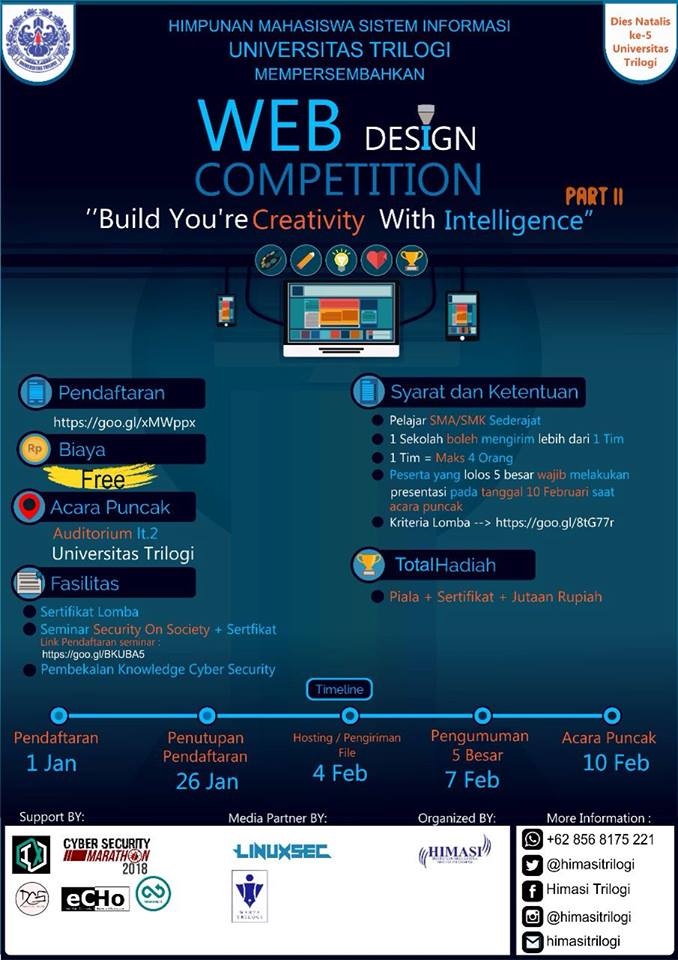 HIMPUNAN MAHASISWA SISTEM INFORMASI
UNIVERSITAS TRILOGI
MEMPERSEMBAHKAN
Dies Natalis
ke-5
Universitas
Trilogi
WEB DESIGN
COMPETITION
PART II
"Build You're Creativity With Intelligence"
Pendaftaran
https://goo.gl/xMWppx
Rp Biaya
Free
Acara Puncak
Auditorium lt.2
Universitas Trilogi
Fasilitas
Sertifikat Lomba
Seminar Security On Society + Sertfikat
Link Pendaftaran seminar :
https://goo.gl/BKUBA5
Pembekalan Knowledge Cyber Security
Syarat dan Ketentuan
Pelajar SMA/SMK Sederajat
1 Sekolah boleh mengirim lebih dari 1 Tim
1 Tim = Maks 4 Orang
Peserta yang lolos 5 besar wajib melakukan
presentasi pada tanggal 10 Februari saat
acara puncak
Kriteria Lomba --> https://goo.gl/8tG77r
Total Hadiah
Piala + Sertifikat + Jutaan Rupiah
Timeline
Pendaftaran
1 Jan
Penutupan
Pendaftaran
26 Jan
Hosting / Pengiriman
File
4 Feb
Pengumuman
5 Besar
7 Feb
Acara Puncak
10 Feb
Support BY:
CYBER SECURITY
MARATHON
2018
DCS
eCHo
Media Partner BY:
LINUXSEC
WARTA
TRILOGI
Organized BY:
HIMASI
More Information :
+62 856 8175 221
@himasitrilogi
Himasi Trilogi
@himasitrilogi
himasitrilogi